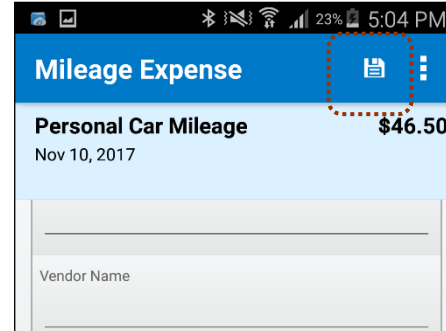 23% 5:04 PM
Mileage Expense
Personal Car Mileage $46.50
Nov 10, 2017
Vendor Name